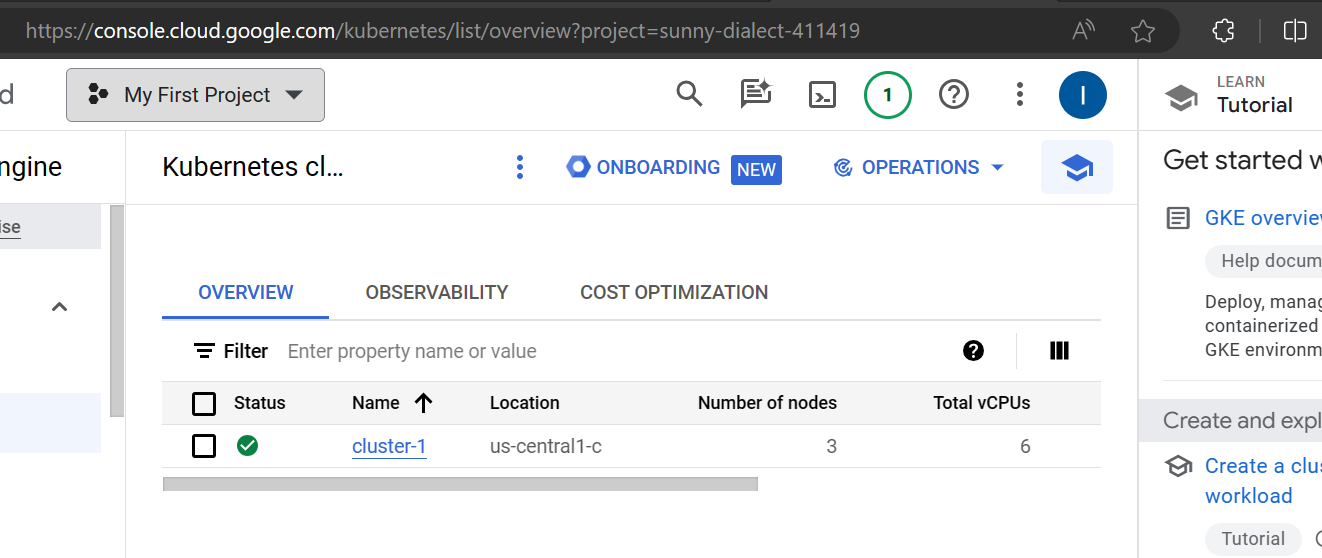 https://console.cloud.google.com/kubernetes/list/overview?project=sunny-dialect-411419
d
My First Project
1
I
LEARN
Tutorial
ngine
Kubernetes cl...
ONBOARDING NEW
OPERATIONS
Get started w
ise
GKE overvie
Help docum
Deploy, manag
containerized
GKE environm
OVERVIEW OBSERVABILITY COST OPTIMIZATION
Filter Enter property name or value
Status Name Location Number of nodes Total vCPUs
cluster-1 us-central1-c 3 6
Create and expl
Create a clus
workload
Tutorial